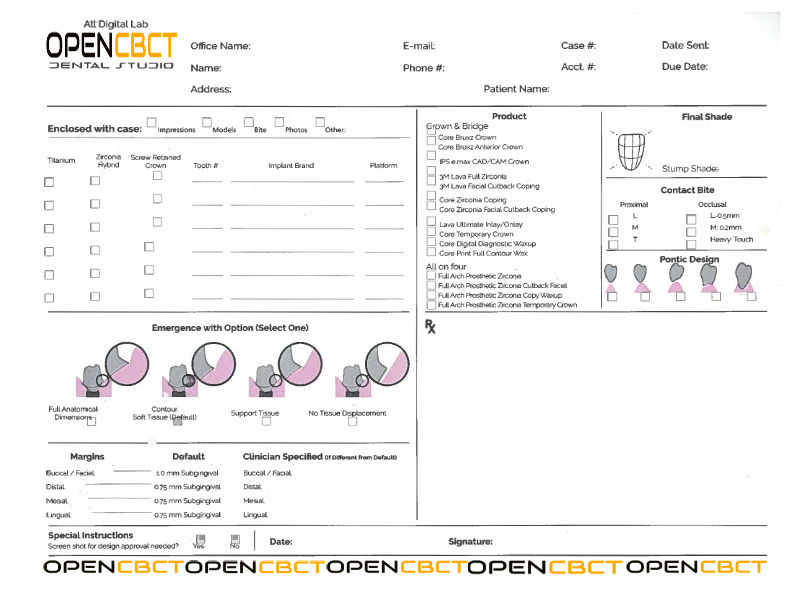 Att Digital Lab
OPENCBCT
DENTAL STUDIO
Office Name: E-mail: Case #: Date Sent:
Name: Phone #: Acct. #: Due Date:
Address: Patient Name:
Enclosed with case: Impressions Models Bite Photos Other:
Titanium Zirconia Hybrid Screw Retained Crown Tooth # Implant Brand Platform
Product
Crown & Bridge
Core Bruxz Crown
Core Bruxz Anterior Crown
IPS e.max CAD/CAM Crown
3M Lava Full Zirconia
3M Lava Facial Cutback Coping
Core Zirconia Coping
Core Zirconia Facial Cutback Coping
Lava Ultimate Inlay/Onlay
Core Temporary Crown
Core Digital Diagnostic Waxup
Core Print Full Contour Wax
All on four
Full Arch Prosthetic Zirconia
Full Arch Prosthetic Zirconia Cutback Facial
Full Arch Prosthetic Zirconia Copy Waxup
Full Arch Prosthetic Zirconia Temporary Crown
Final Shade
Stump Shade:
Contact Bite
Proximal Occlusal
L L-0.5mm
M M: 0.2mm
T Heavy Touch
Pontic Design
Emergence with Option (Select One)
Full Anatomical Dimensions
Contour Soft Tissue (Default)
Support Tissue
No Tissue Displacement
Rx
Margins Default Clinician Specified (If Different from Default)
Buccal / Facial 1.0 mm Subgingival Buccal / Facial
Distal 0.75 mm Subgingival Distal
Mesial 0.75 mm Subgingival Mesial
Lingual 0.75 mm Subgingival Lingual
Special Instructions
Screen shot for design approval needed? Yes No Date: Signature:
OPENCBCTOPENCBCTOPENCBCTOPENCBCTOPENCBCT